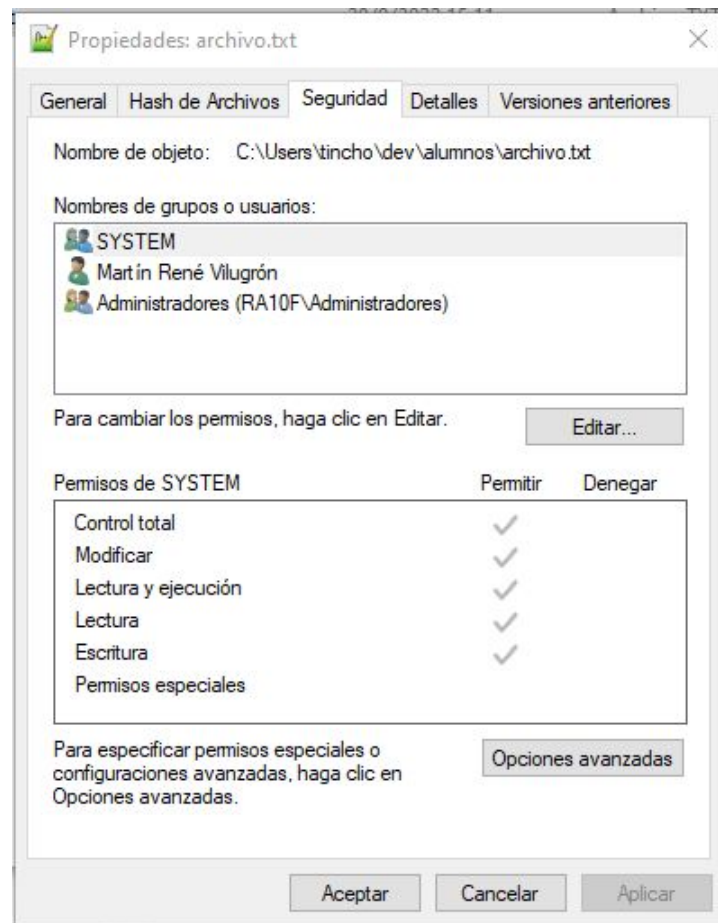 Propiedades: archivo.txt
General Hash de Archivos Seguridad Detalles Versiones anteriores
Nombre de objeto: C:\Users\tincho\dev\alumnos\archivo.txt
Nombres de grupos o usuarios:
SYSTEM
Martín René Vilugrón
Administradores (RA10F\Administradores)
Para cambiar los permisos, haga clic en Editar.
Editar...
Permisos de SYSTEM Permitir Denegar
Control total
Modificar
Lectura y ejecución
Lectura
Escritura
Permisos especiales
Para especificar permisos especiales o
configuraciones avanzadas, haga clic en
Opciones avanzadas.
Opciones avanzadas
Aceptar Cancelar Aplicar